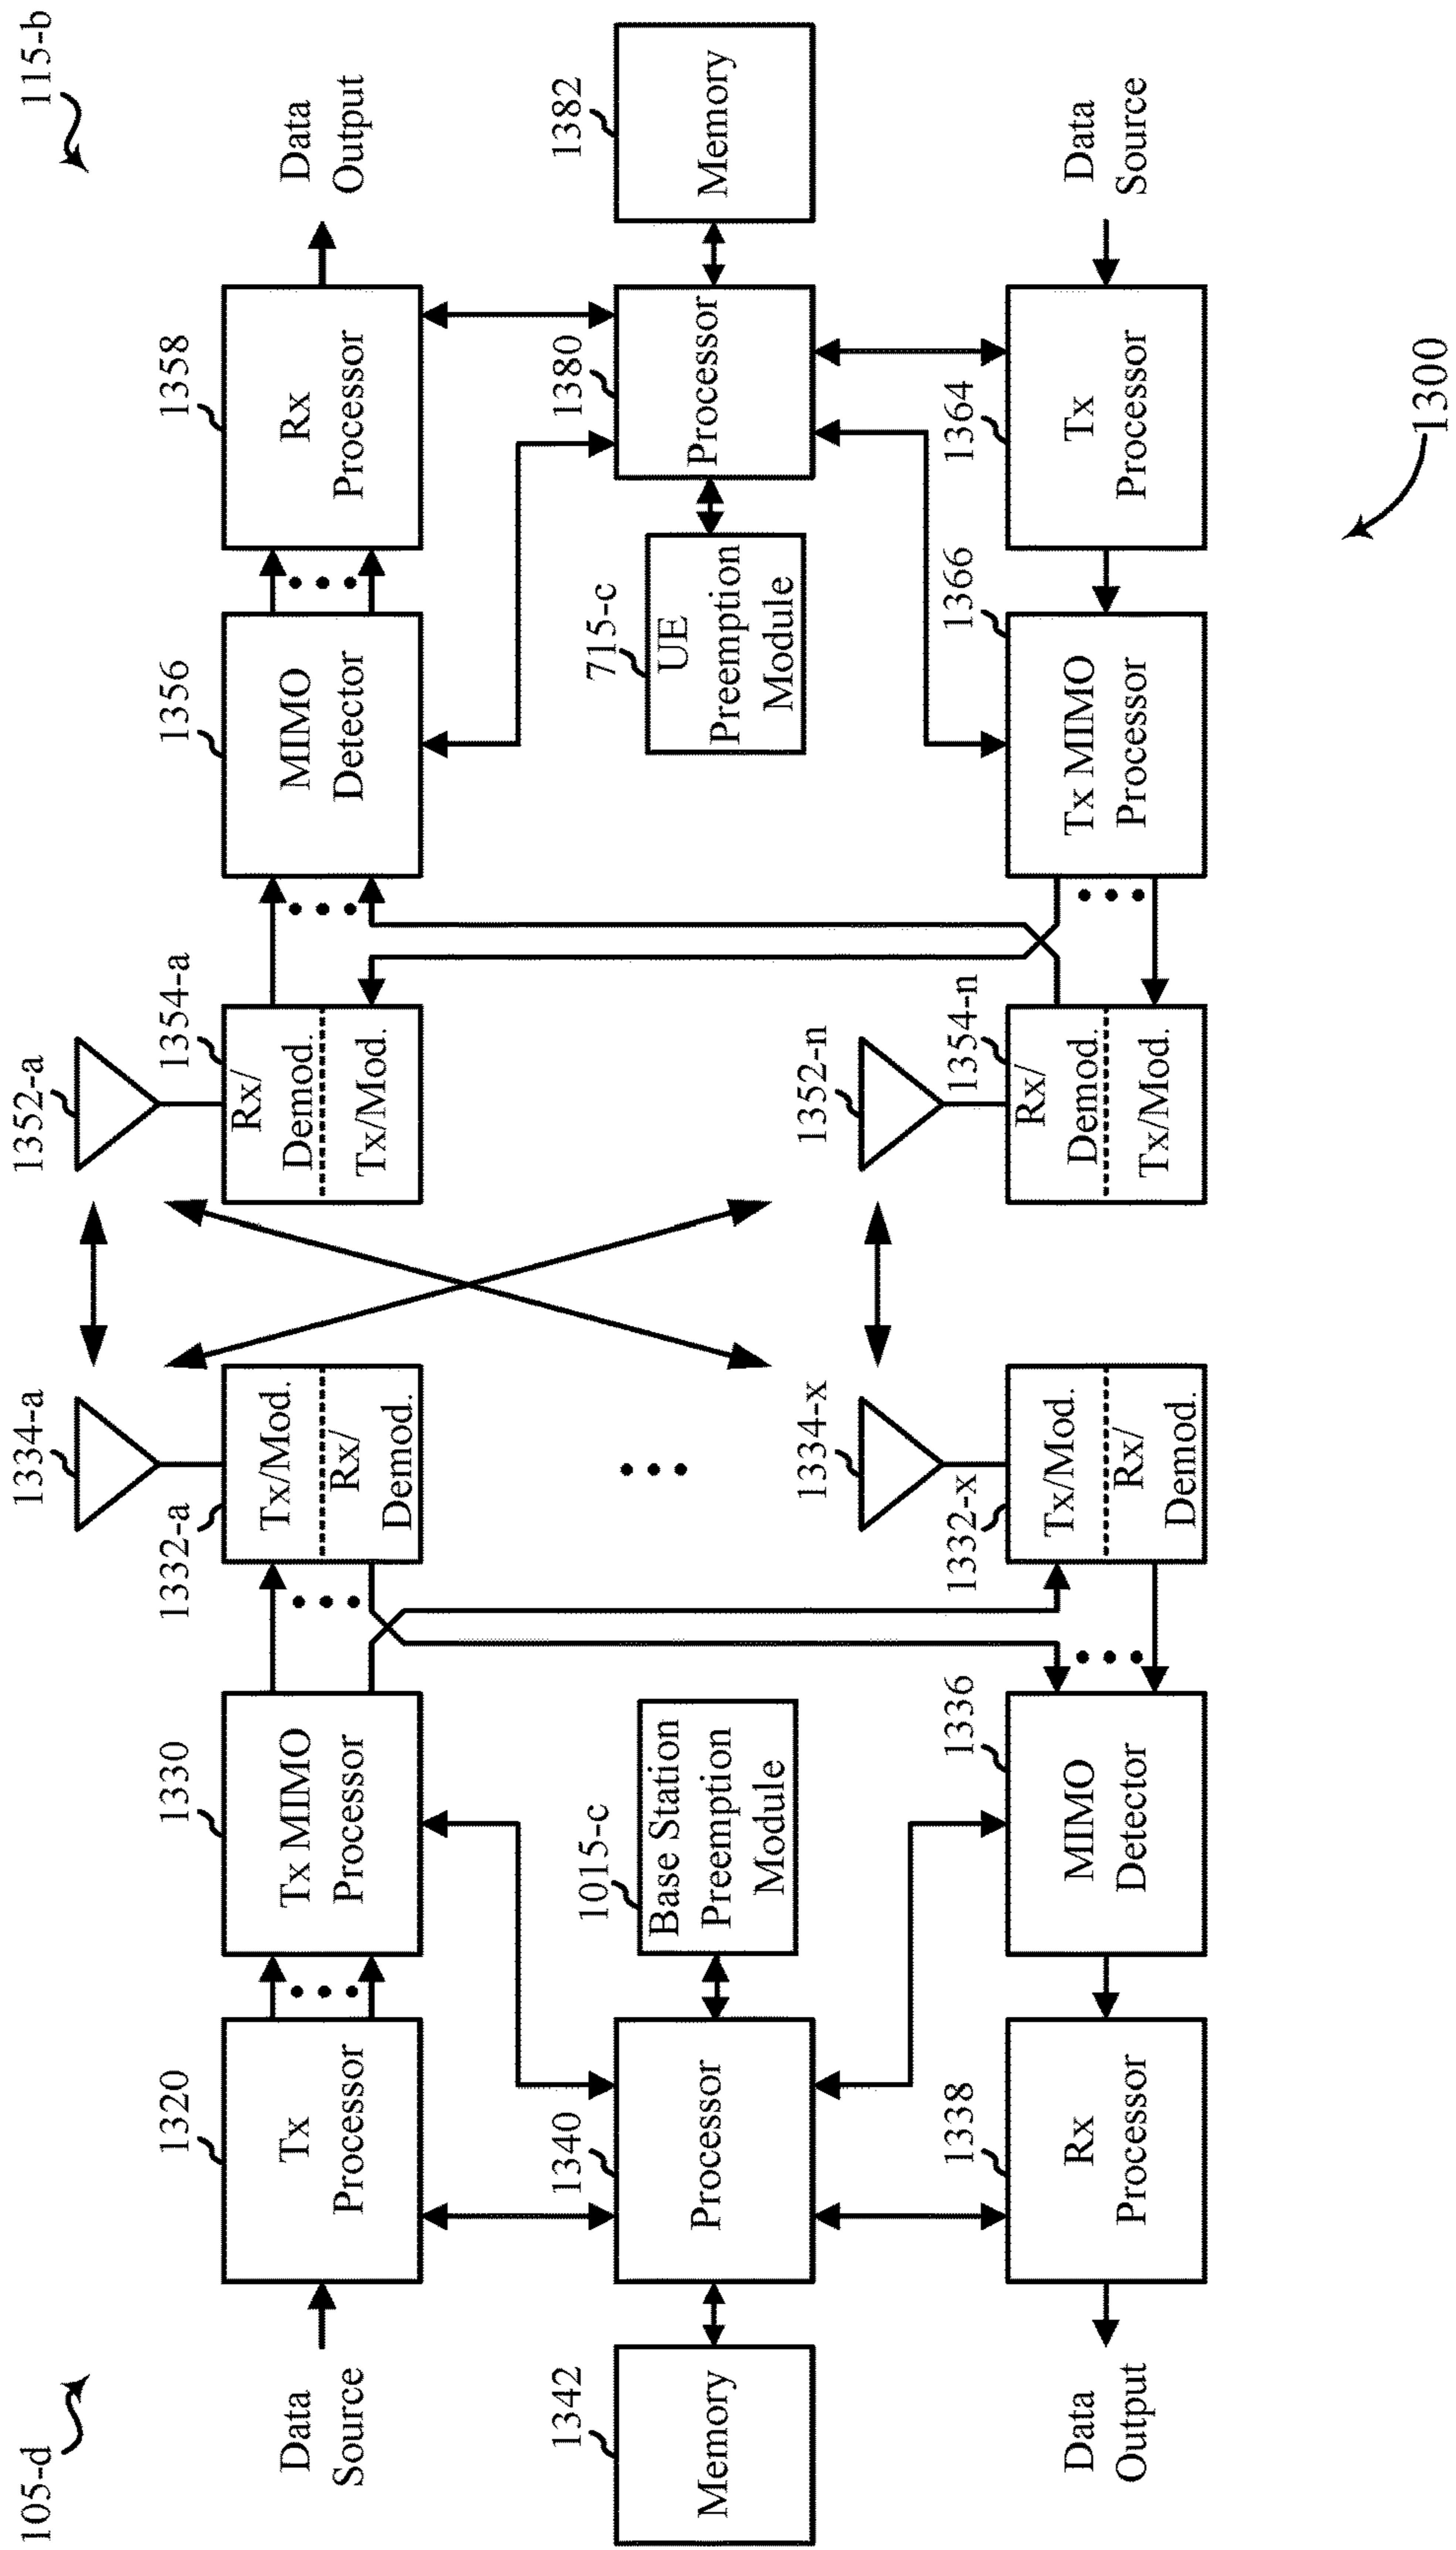 105-d
115-b
1334-a
1352-a
1320
1330
1332-a
1354-a
1356
1358
Data
Source
Tx
Processor
Tx MIMO
Processor
Tx/Mod.
Rx/
Demod.
Rx/
Demod.
Tx/Mod.
MIMO
Detector
Rx
Processor
Data
Output
1342
1340
1015-c
715-c
1380
1382
Memory
Processor
Base Station
Preemption
Module
UE
Preemption
Module
Processor
Memory
1334-x
1352-n
1338
1336
1332-x
1354-n
1366
1364
Data
Output
Rx
Processor
MIMO
Detector
Tx/Mod.
Rx/
Demod.
Rx/
Demod.
Tx/Mod.
Tx MIMO
Processor
Tx
Processor
Data
Source
1300